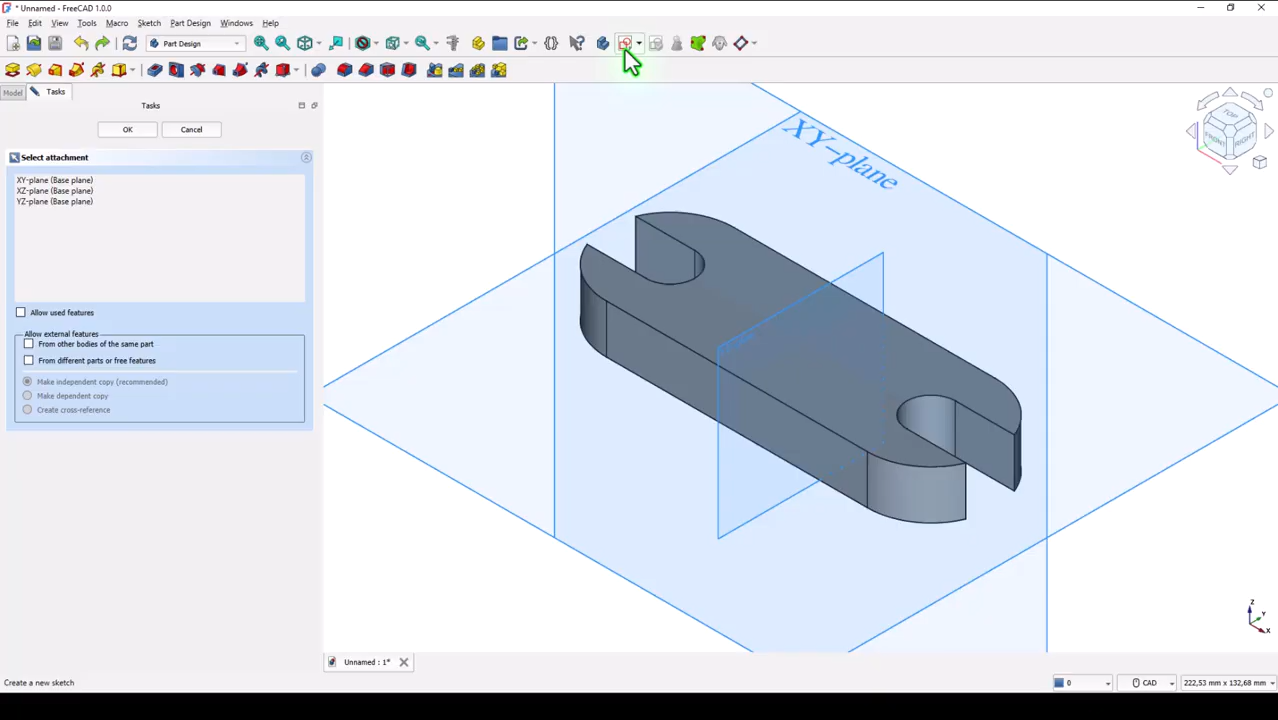 * Unnamed - FreeCAD 1.0.0
File Edit View Tools Macro Sketch Part Design Windows Help
Part Design
Model Tasks
Tasks
OK Cancel
Select attachment
XY-plane (Base plane)
XZ-plane (Base plane)
YZ-plane (Base plane)
Allow used features
Allow external features
From other bodies of the same part
From different parts or free features
Make independent copy (recommended)
Make dependent copy
Create cross-reference
XY-plane
TOP
FRONT RIGHT
Z
Y
X
Unnamed : 1*
Create a new sketch
0 CAD 222,53 mm x 132,68 mm